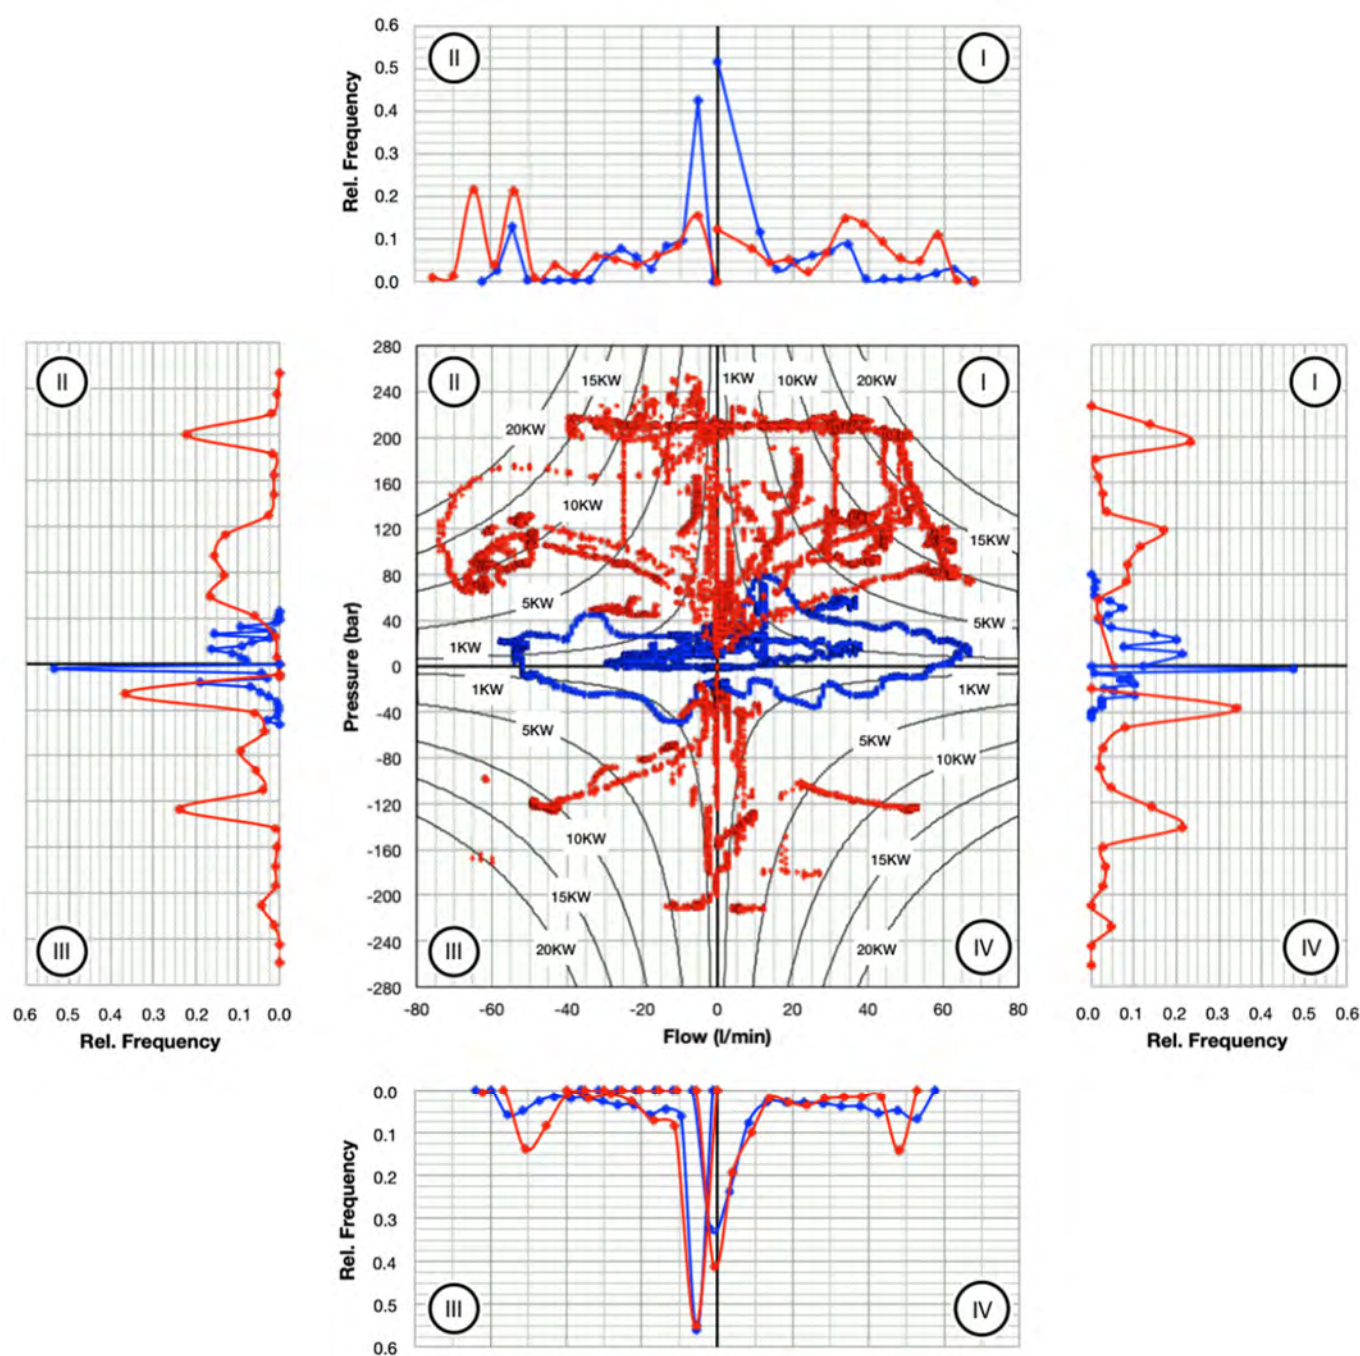 0.6
II
I
0.5
0.4
0.3
0.2
0.1
0.0
Rel. Frequency
II
III
0.6 0.5 0.4 0.3 0.2 0.1 0.0
Rel. Frequency
280
240
200
160
120
80
40
0
-40
-80
-120
-160
-200
-240
-280
Pressure (bar)
II
I
15KW 1KW 10KW 20KW
20KW
10KW
15KW
5KW
5KW
1KW
1KW 1KW
5KW
5KW
10KW
10KW
15KW
15KW
20KW 20KW
III
IV
-80 -60 -40 -20 0 20 40 60 80
Flow (l/min)
I
IV
0.0 0.1 0.2 0.3 0.4 0.5 0.6
Rel. Frequency
0.0
0.1
0.2
0.3
0.4
0.5
0.6
Rel. Frequency
III
IV